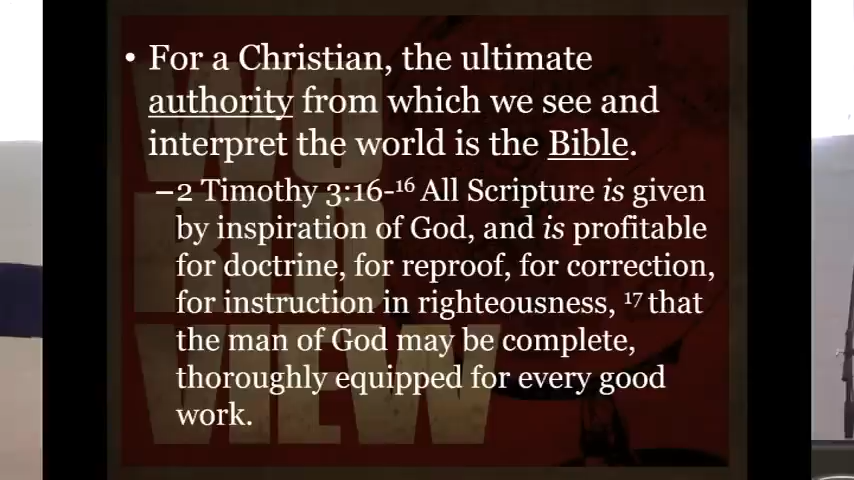 • For a Christian, the ultimate
authority from which we see and
interpret the world is the Bible.
–2 Timothy 3:16-16 All Scripture is given
by inspiration of God, and is profitable
for doctrine, for reproof, for correction,
for instruction in righteousness, 17 that
the man of God may be complete,
thoroughly equipped for every good
work.
WO
RLD
VIEW